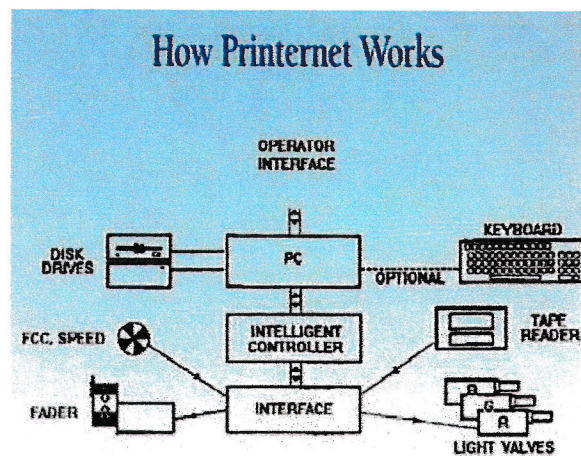 How Printernet Works
OPERATOR
INTERFACE
DISK
DRIVES
PC
KEYBOARD
OPTIONAL
FCC, SPEED
INTELLIGENT
CONTROLLER
TAPE
READER
FADER
INTERFACE
B
G
R
LIGHT VALVES